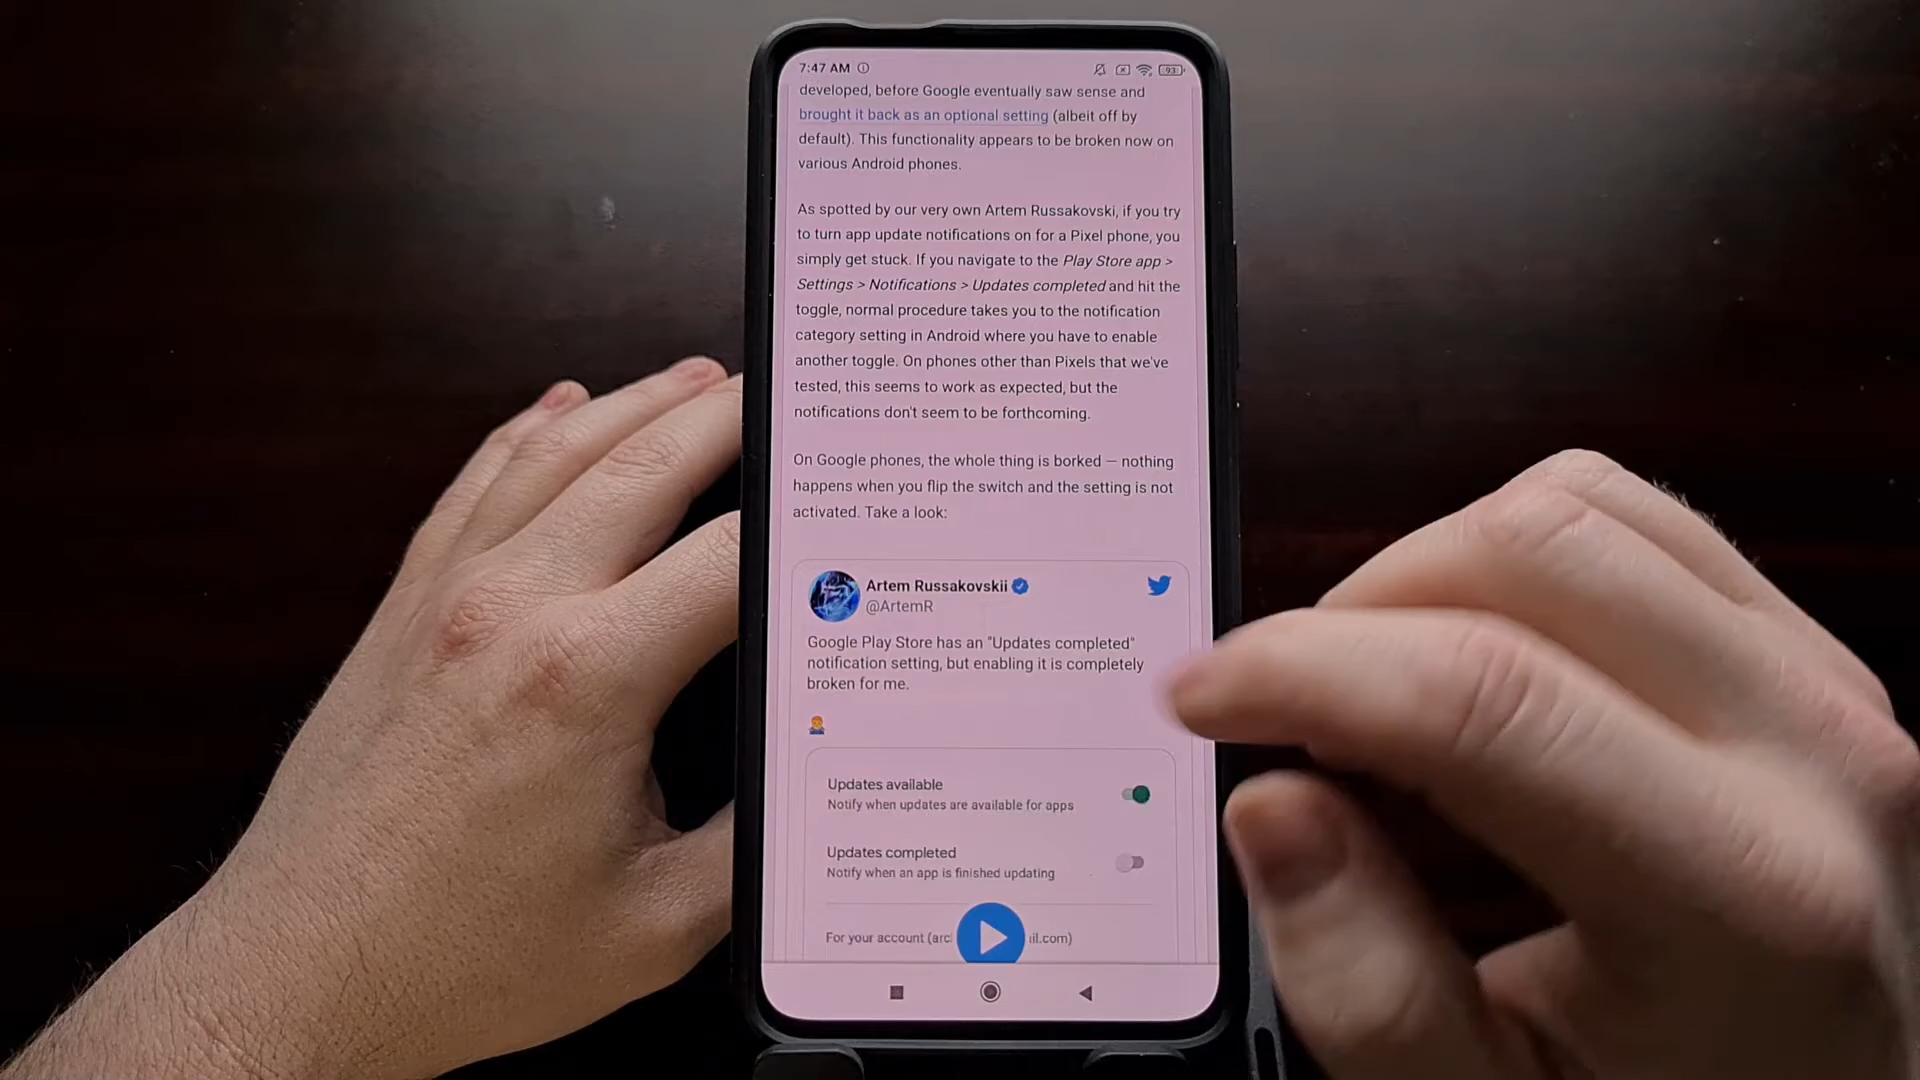 7:47 AM
93
developed, before Google eventually saw sense and
brought it back as an optional setting (albeit off by
default). This functionality appears to be broken now on
various Android phones.
As spotted by our very own Artem Russakovski, if you try
to turn app update notifications on for a Pixel phone, you
simply get stuck. If you navigate to the Play Store app >
Settings > Notifications > Updates completed and hit the
toggle, normal procedure takes you to the notification
category setting in Android where you have to enable
another toggle. On phones other than Pixels that we've
tested, this seems to work as expected, but the
notifications don't seem to be forthcoming.
On Google phones, the whole thing is borked — nothing
happens when you flip the switch and the setting is not
activated. Take a look:
Artem Russakovskii
@ArtemR
Google Play Store has an "Updates completed"
notification setting, but enabling it is completely
broken for me.
Updates available
Notify when updates are available for apps
Updates completed
Notify when an app is finished updating
For your account (arc il.com)